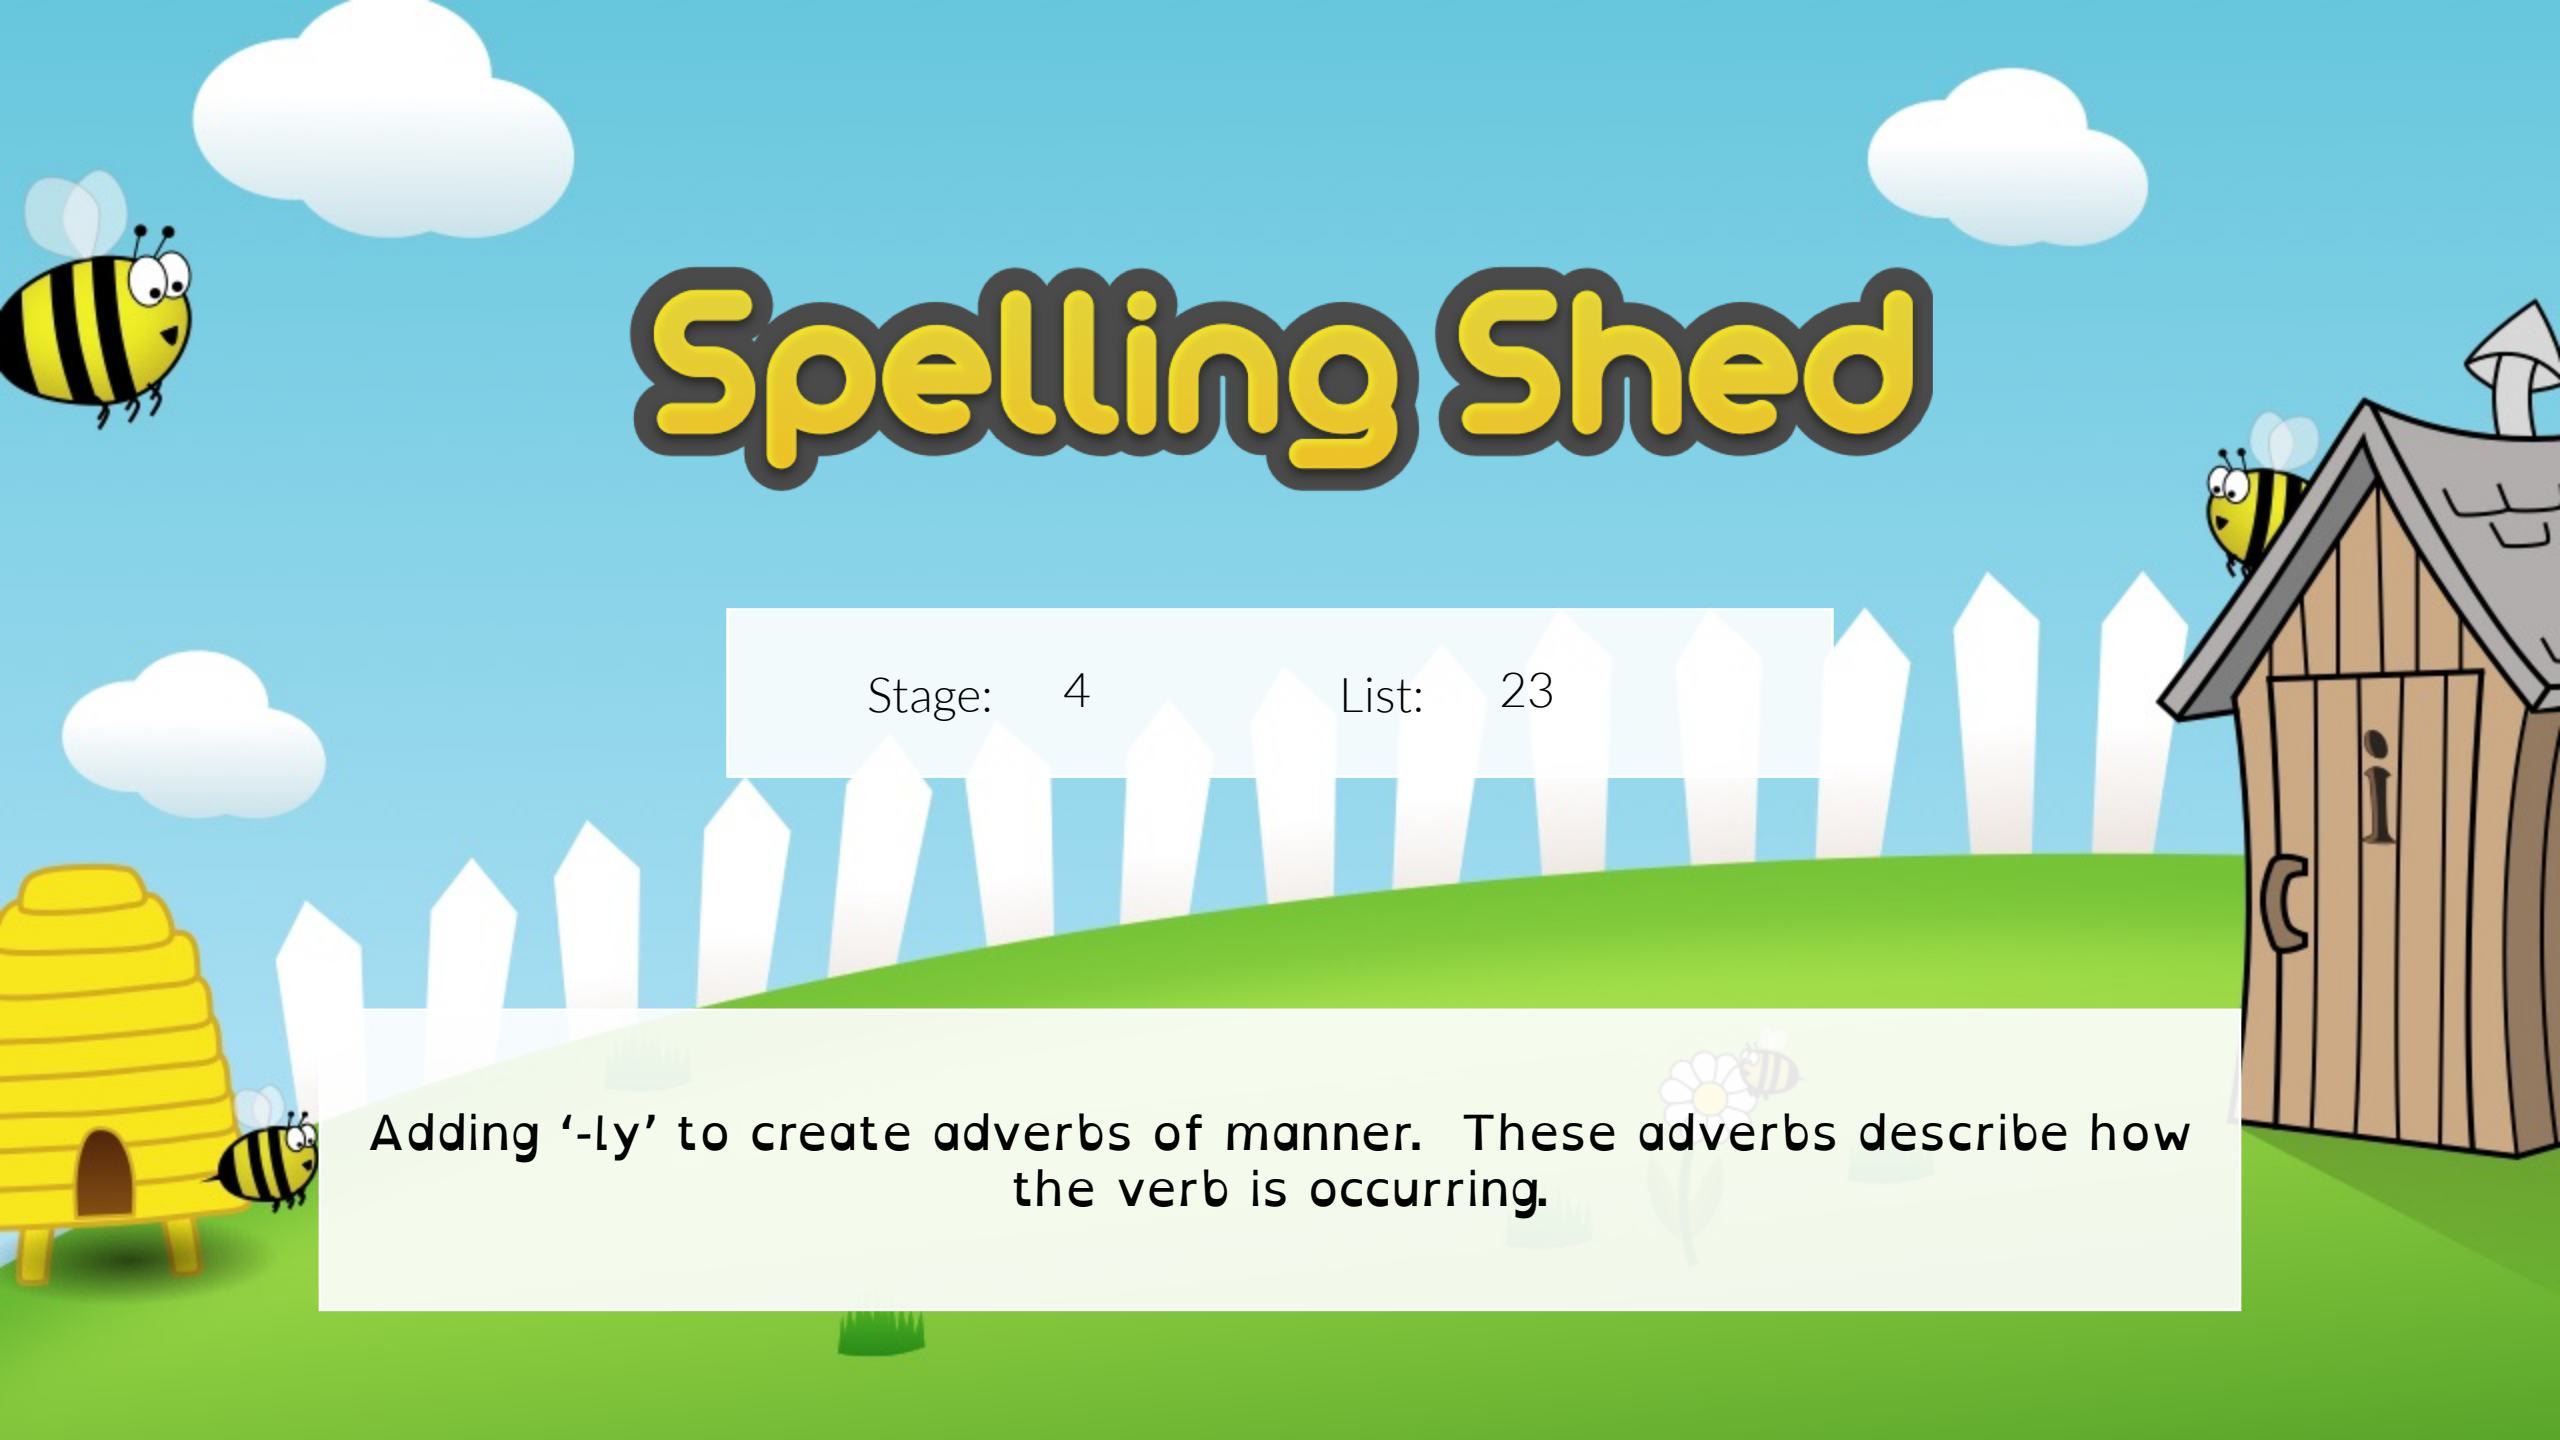 Spelling Shed
Stage: 4 List: 23
i
Adding ‘-ly’ to create adverbs of manner.  These adverbs describe how
the verb is occurring.